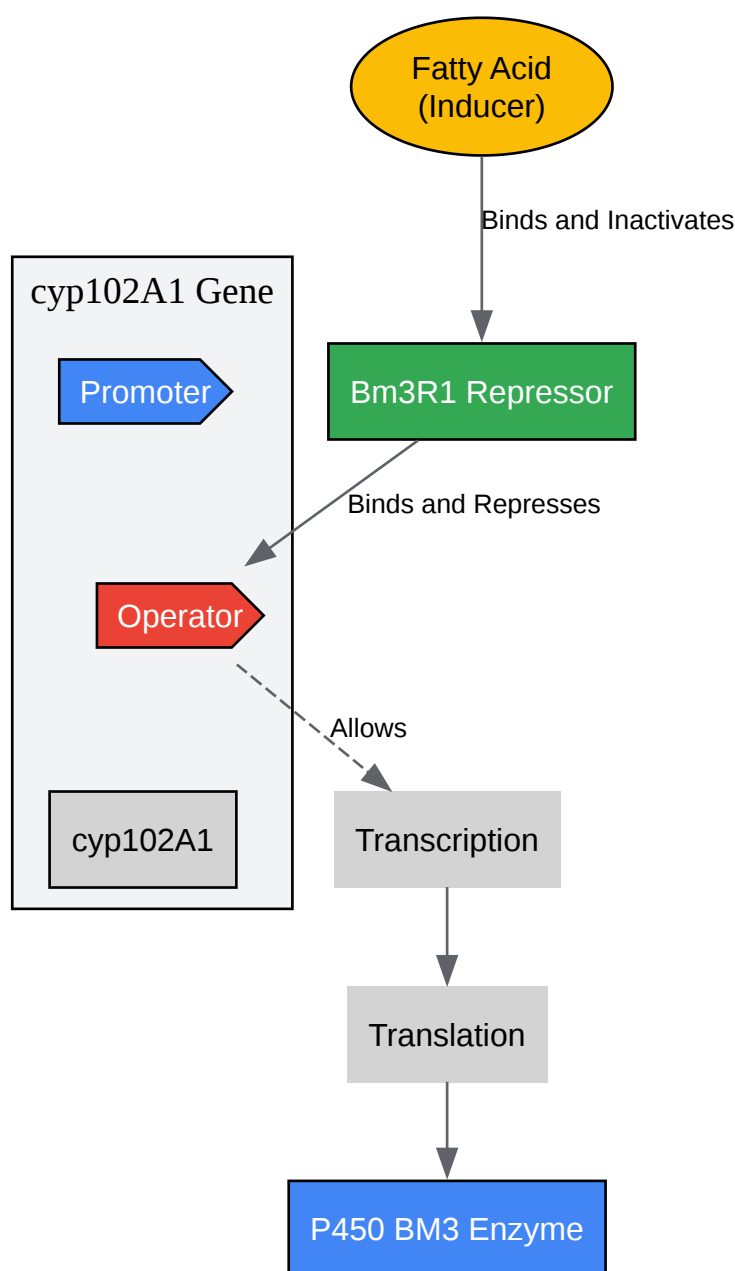 Fatty Acid
(Inducer)
Binds and Inactivates
cyp102A1 Gene
Promoter
Bm3R1 Repressor
Binds and Represses
Operator
Allows
cyp102A1
Transcription
Translation
P450 BM3 Enzyme